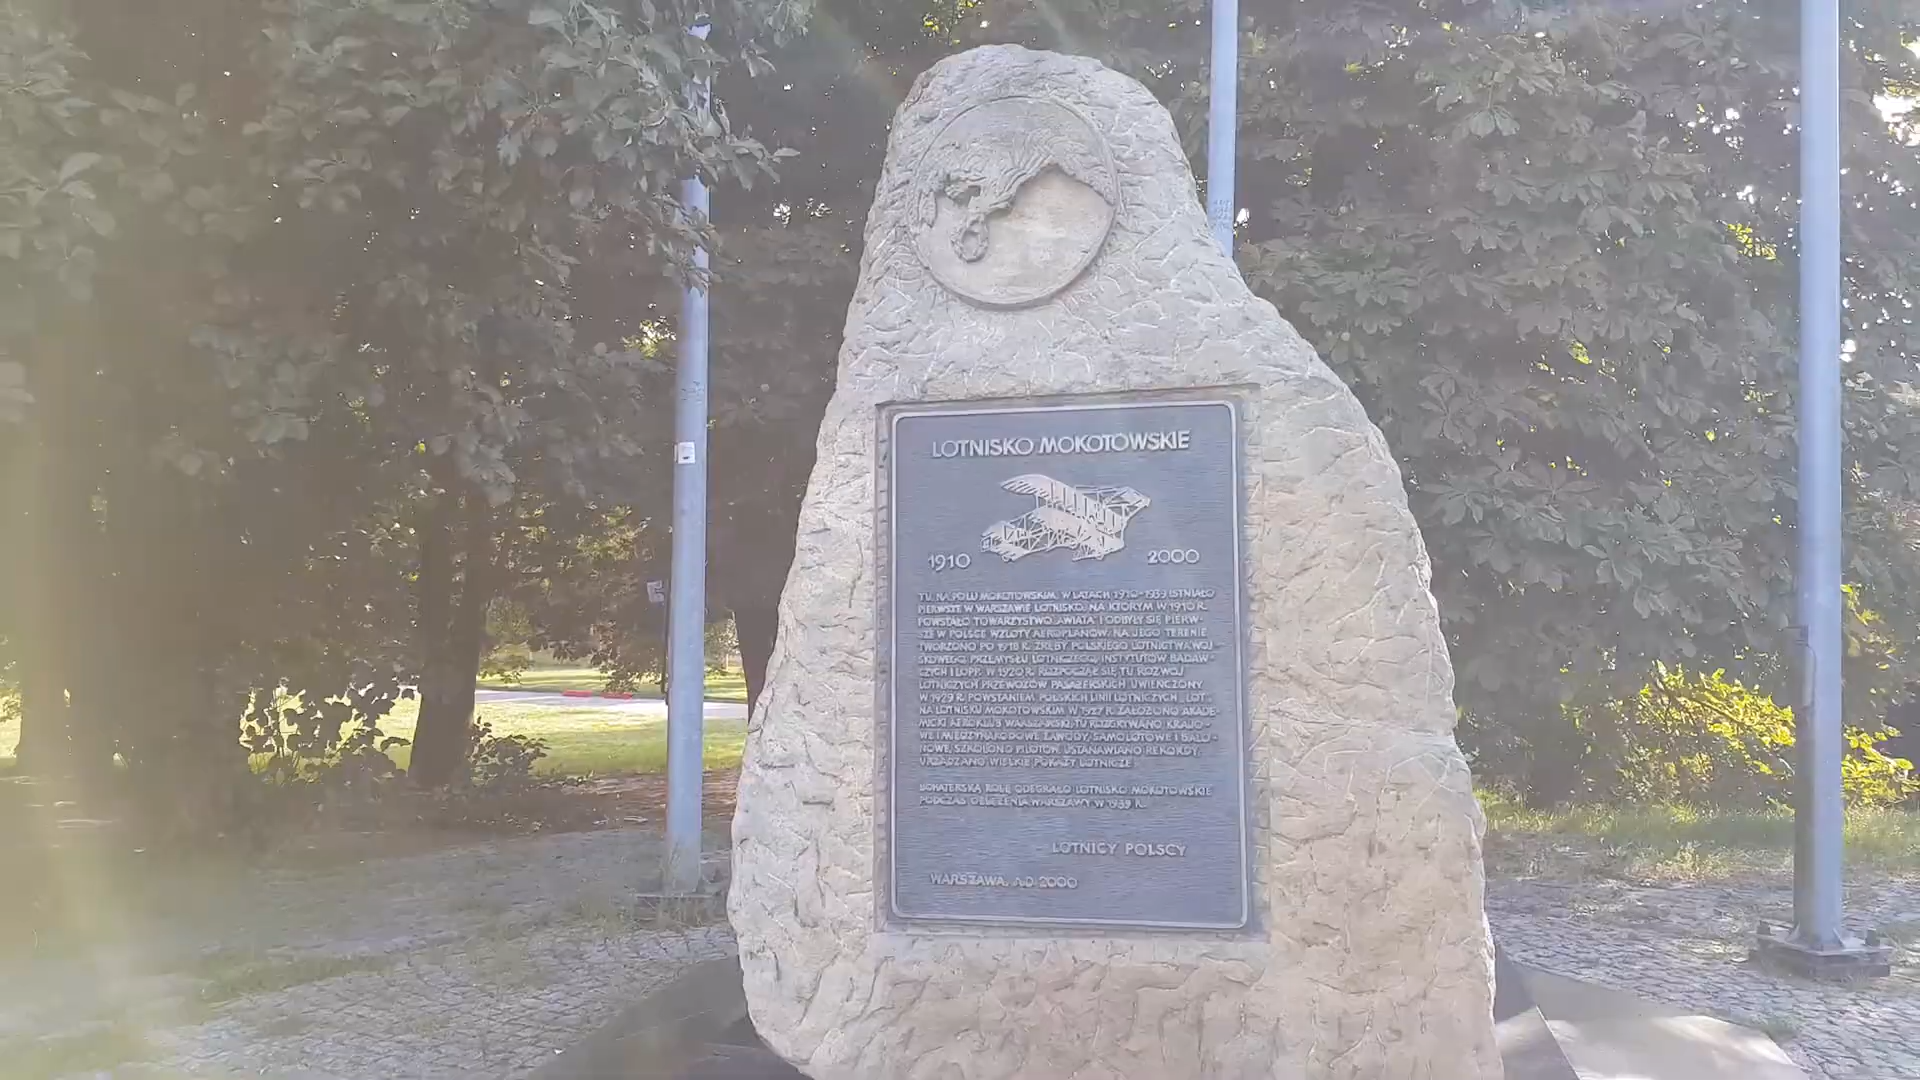 LOTNISKO MOKOTOWSKIE
1910 2000
TU, NA POLU MOKOTOWSKIM, W LATACH 1910-1939 ISTNIAŁO
PIERWSZE W WARSZAWIE LOTNISKO, NA KTÓRYM W 1910 R.
POWSTAŁO TOWARZYSTWO AWIATA I ODBYŁY SIĘ PIERW-
SZE W POLSCE WZLOTY AEROPLANÓW. NA JEGO TERENIE
TWORZONO PO 1918 R. ZRĘBY POLSKIEGO LOTNICTWA WOJ-
SKOWEGO, PRZEMYSŁU LOTNICZEGO, INSTYTUTÓW BADAW-
CZYCH I LOPP. W 1920 R. ROZPOCZĄŁ SIĘ TU ROZWÓJ
LOTNICZYCH PRZEWOZÓW PASAŻERSKICH UWIEŃCZONY
W 1929 R. POWSTANIEM POLSKICH LINII LOTNICZYCH LOT.
NA LOTNISKU MOKOTOWSKIM W 1927 R. ZAŁOŻONO AKADE-
MICKI AEROKLUB WARSZAWSKI, TU ROZGRYWANO KRAJO-
WE I MIĘDZYNARODOWE ZAWODY SAMOLOTOWE I BALO-
NOWE, SZKOLONO PILOTÓW, USTANAWIANO REKORDY,
URZĄDZANO WIELKIE POKAZY LOTNICZE.
BOHATERSKĄ ROLĘ ODEGRAŁO LOTNISKO MOKOTOWSKIE
PODCZAS OBLĘŻENIA WARSZAWY W 1939 R.
LOTNICY POLSCY
WARSZAWA, A.D. 2000